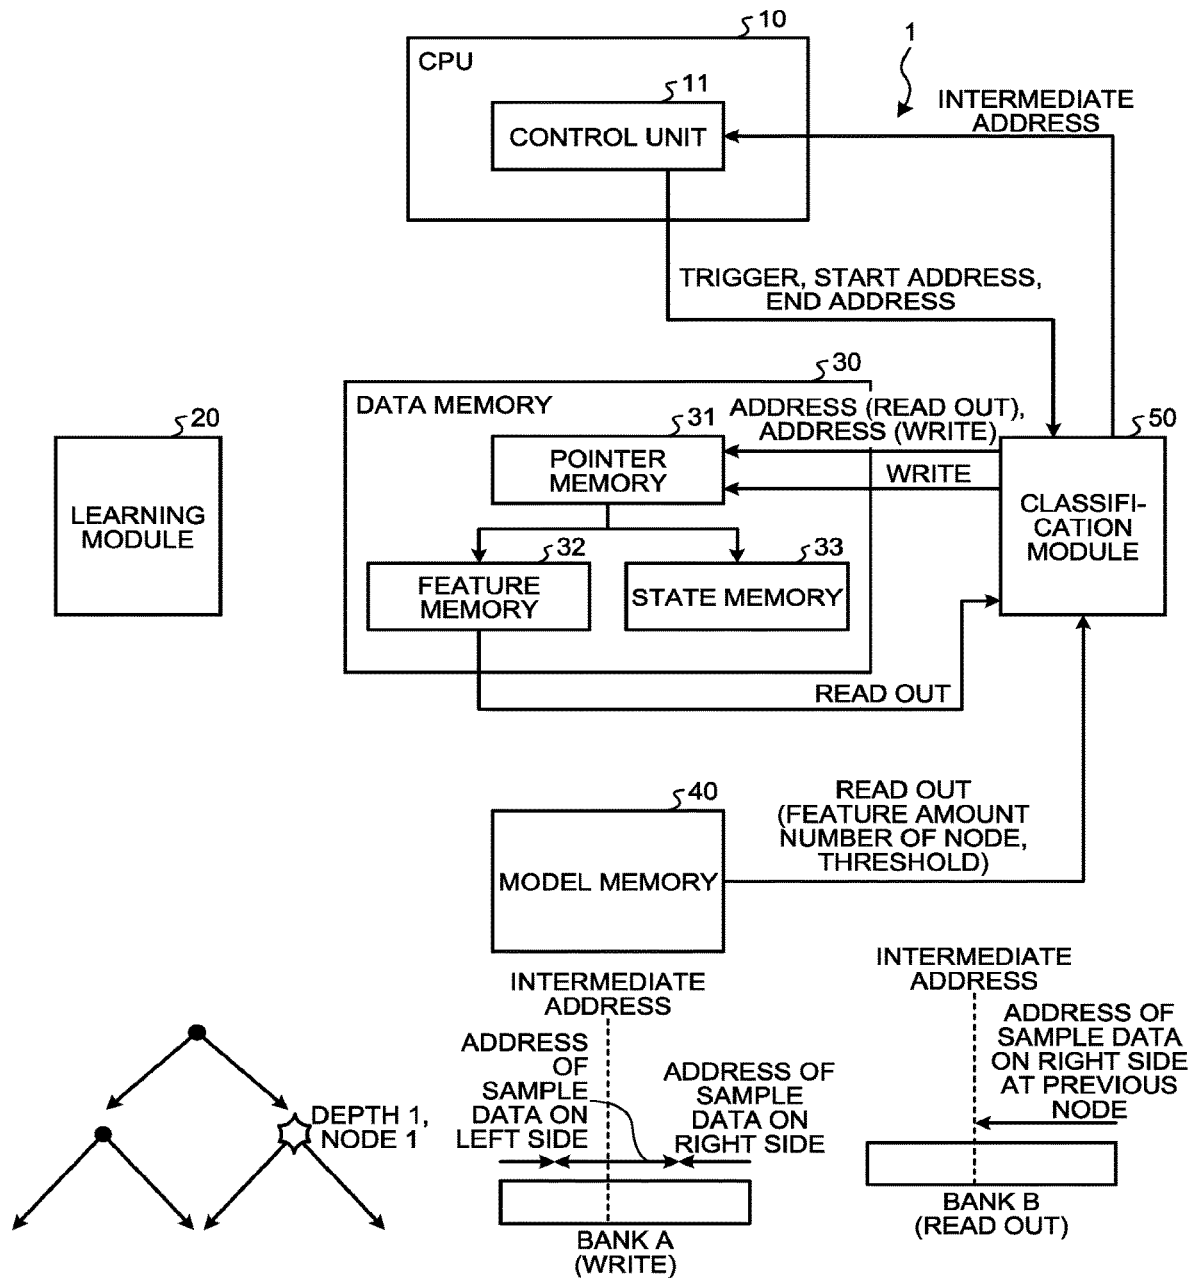 10
CPU
1
11
CONTROL UNIT
INTERMEDIATE
ADDRESS
TRIGGER, START ADDRESS,
END ADDRESS
30
DATA MEMORY
ADDRESS (READ OUT),
ADDRESS (WRITE)
20
31
50
POINTER
MEMORY
WRITE
LEARNING
MODULE
CLASSIFI-
CATION
MODULE
32
33
FEATURE
MEMORY
STATE MEMORY
READ OUT
40
MODEL MEMORY
READ OUT
(FEATURE AMOUNT
NUMBER OF NODE,
THRESHOLD)
DEPTH 1,
NODE 1
INTERMEDIATE
ADDRESS
ADDRESS
OF
SAMPLE
DATA ON
LEFT SIDE
ADDRESS OF
SAMPLE
DATA ON
RIGHT SIDE
BANK A
(WRITE)
INTERMEDIATE
ADDRESS
ADDRESS OF
SAMPLE DATA
ON RIGHT SIDE
AT PREVIOUS
NODE
BANK B
(READ OUT)